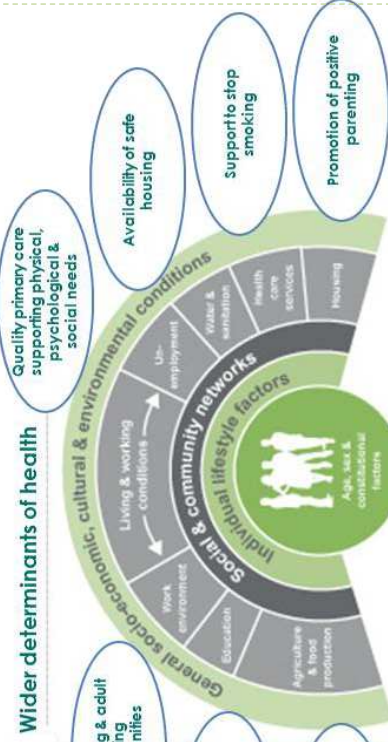 Wider determinants of health
Quality primary care
supporting physical,
psychological &
social needs
Availability of safe
housing
Support to stop
smoking
Promotion of positive
parenting
g & adult
ng
nities
General socio-economic, cultural & environmental conditions
Living & working
conditions
Work
environment
Education
Agriculture
& food
production
Un-
employment
Water &
sanitation
Health
care
services
Housing
Social & community networks
Individual lifestyle factors
Age, sex &
constitutional
factors